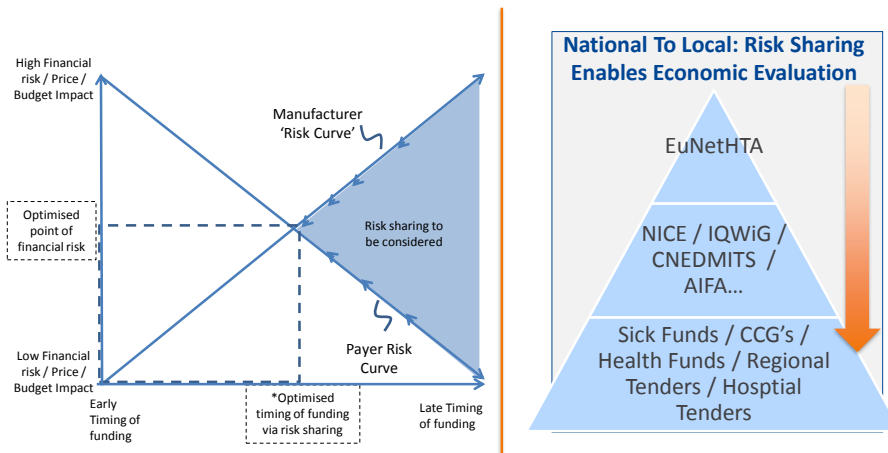 High Financial
risk / Price /
Budget Impact
Manufacturer
'Risk Curve'
Optimised
point of
financial risk
Risk sharing to
be considered
Payer Risk
Curve
Low Financial
risk / Price /
Budget Impact
Early
Timing of
funding
*Optimised
timing of funding
via risk sharing
Late Timing
of funding
National To Local: Risk Sharing
Enables Economic Evaluation
EuNetHTA
NICE / IQWiG /
CNEDMITS /
AIFA…
Sick Funds / CCG's /
Health Funds / Regional
Tenders / Hosptial
Tenders